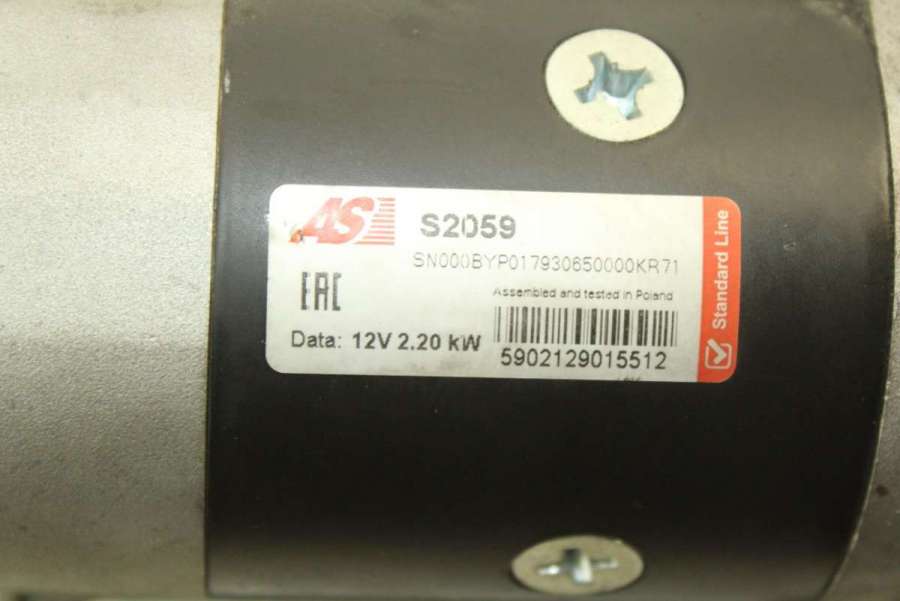 AS
S2059
SN000BYP017930650000KR71
EAC
Assembled and tested in Poland
Data: 12V 2.20 kW
5902129015512
Standard Line